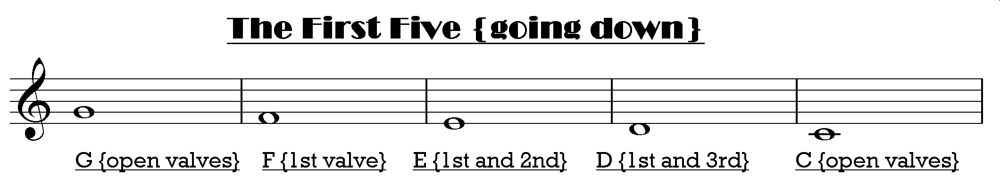 The First Five {going down}
G {open valves} F {1st valve} E {1st and 2nd} D {1st and 3rd} C {open valves}